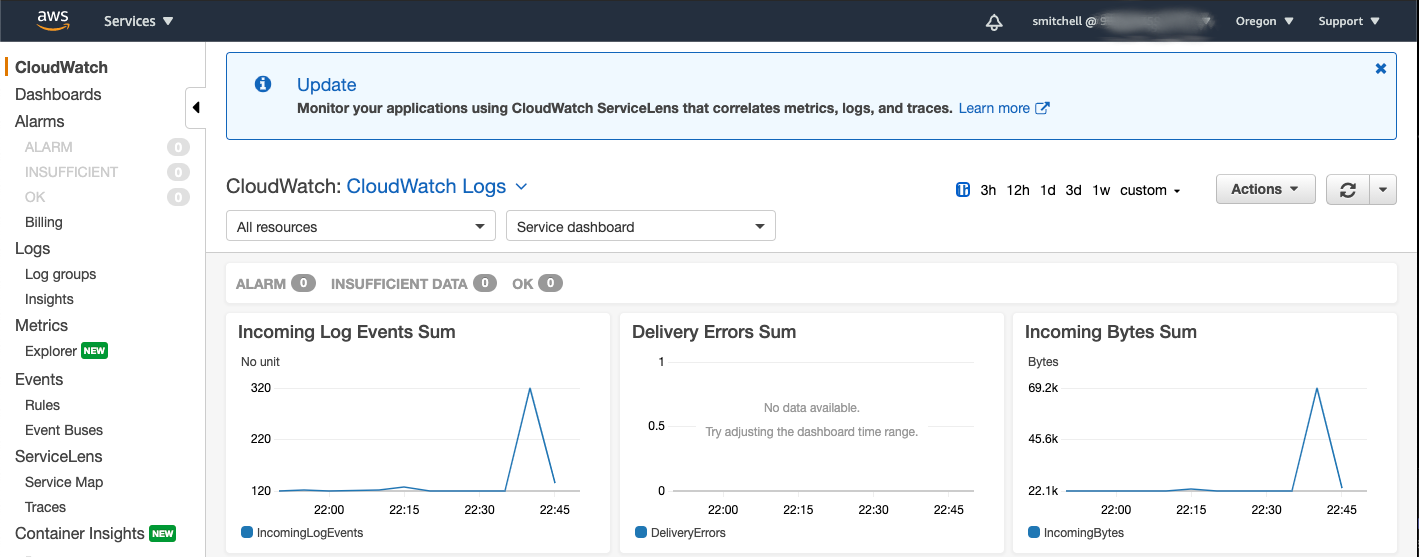 aws Services smitchell @ Oregon Support
CloudWatch
Dashboards
Alarms
ALARM 0
INSUFFICIENT 0
OK 0
Billing
Logs
Log groups
Insights
Metrics
Explorer NEW
Events
Rules
Event Buses
ServiceLens
Service Map
Traces
Container Insights NEW
Update
Monitor your applications using CloudWatch ServiceLens that correlates metrics, logs, and traces. Learn more
CloudWatch: CloudWatch Logs
3h 12h 1d 3d 1w custom Actions
All resources Service dashboard
ALARM 0 INSUFFICIENT DATA 0 OK 0
Incoming Log Events Sum
No unit
320
220
120
22:00 22:15 22:30 22:45
IncomingLogEvents
Delivery Errors Sum
1
No data available.
0.5
Try adjusting the dashboard time range.
0
22:00 22:15 22:30 22:45
DeliveryErrors
Incoming Bytes Sum
Bytes
69.2k
45.6k
22.1k
22:00 22:15 22:30 22:45
IncomingBytes